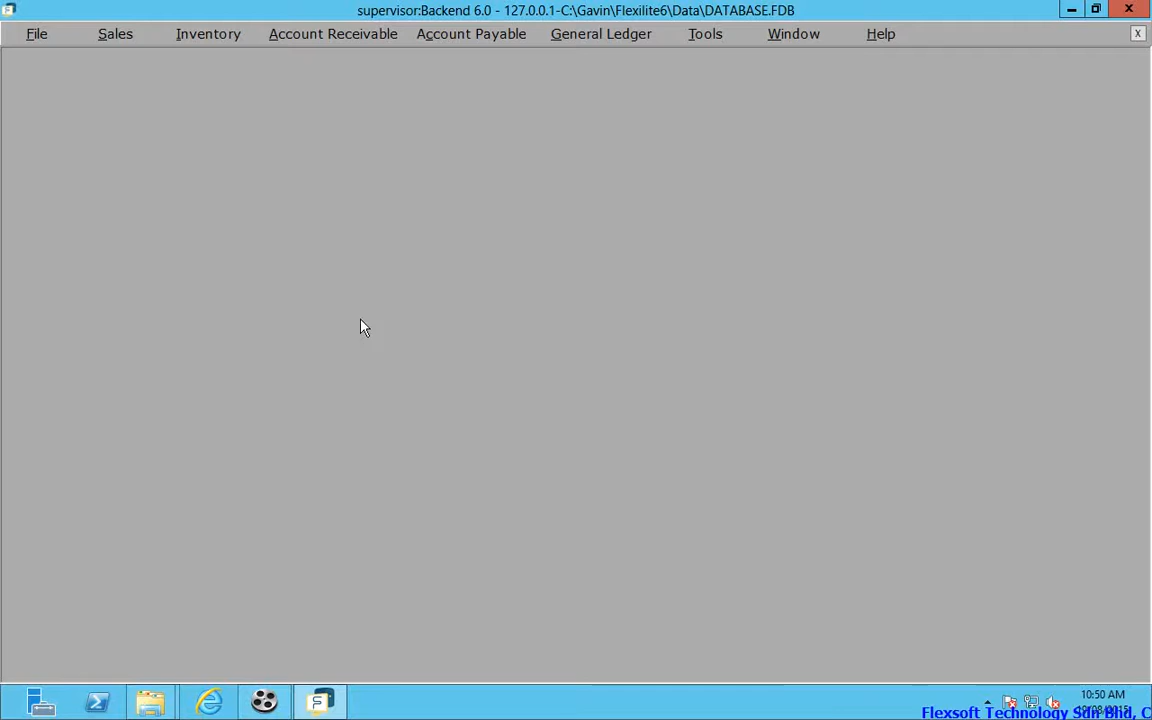 supervisor:Backend 6.0 - 127.0.0.1-C:\Gavin\Flexilite6\Data\DATABASE.FDB
File Sales Inventory Account Receivable Account Payable General Ledger Tools Window Help
X
10:50 AM
Flexsoft Technology Sdn Bhd, C